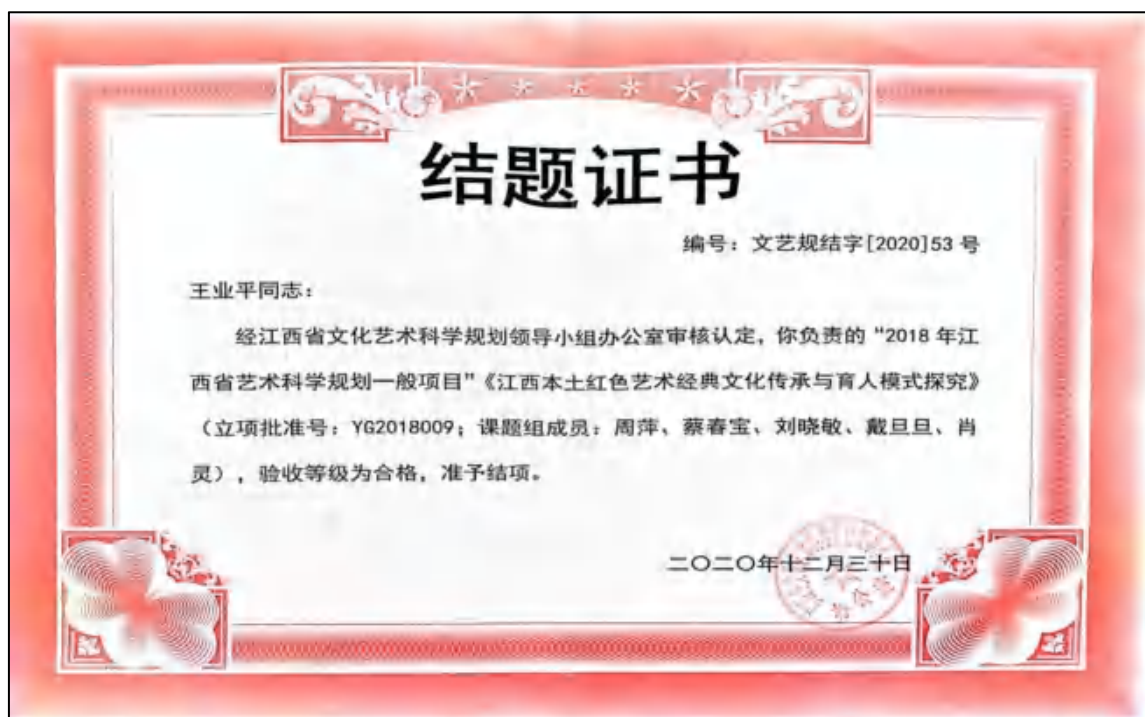 结题证书
编号：文艺规结字[2020]53 号
王业平同志：
经江西省文化艺术科学规划领导小组办公室审核认定，你负责的“2018 年江
西省艺术科学规划一般项目”《江西本土红色艺术经典文化传承与育人模式探究》
（立项批准号：YG2018009；课题组成员：周萍、蔡春宝、刘晓敏、戴旦旦、肖
灵），验收等级为合格，准予结项。
二〇二〇年十二月三十日
办公室